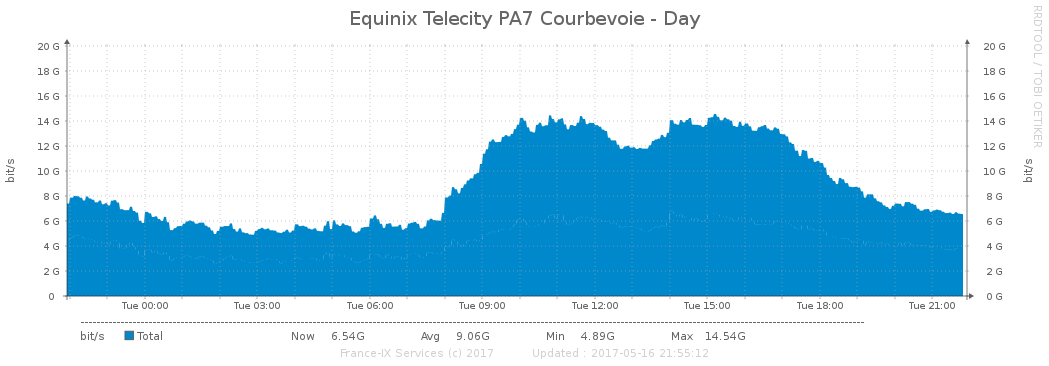 Equinix Telecity PA7 Courbevoie - Day
RRDTOOL / TOBI OETIKER
20 G 20 G
18 G 18 G
16 G 16 G
14 G 14 G
12 G 12 G
10 G 10 G
8 G 8 G
6 G 6 G
4 G 4 G
2 G 2 G
0 0 G
bit/s bit/s
Tue 00:00 Tue 03:00 Tue 06:00 Tue 09:00 Tue 12:00 Tue 15:00 Tue 18:00 Tue 21:00
bit/s Total Now 6.54G Avg 9.06G Min 4.89G Max 14.54G
France-IX Services (c) 2017 Updated : 2017-05-16 21:55:12